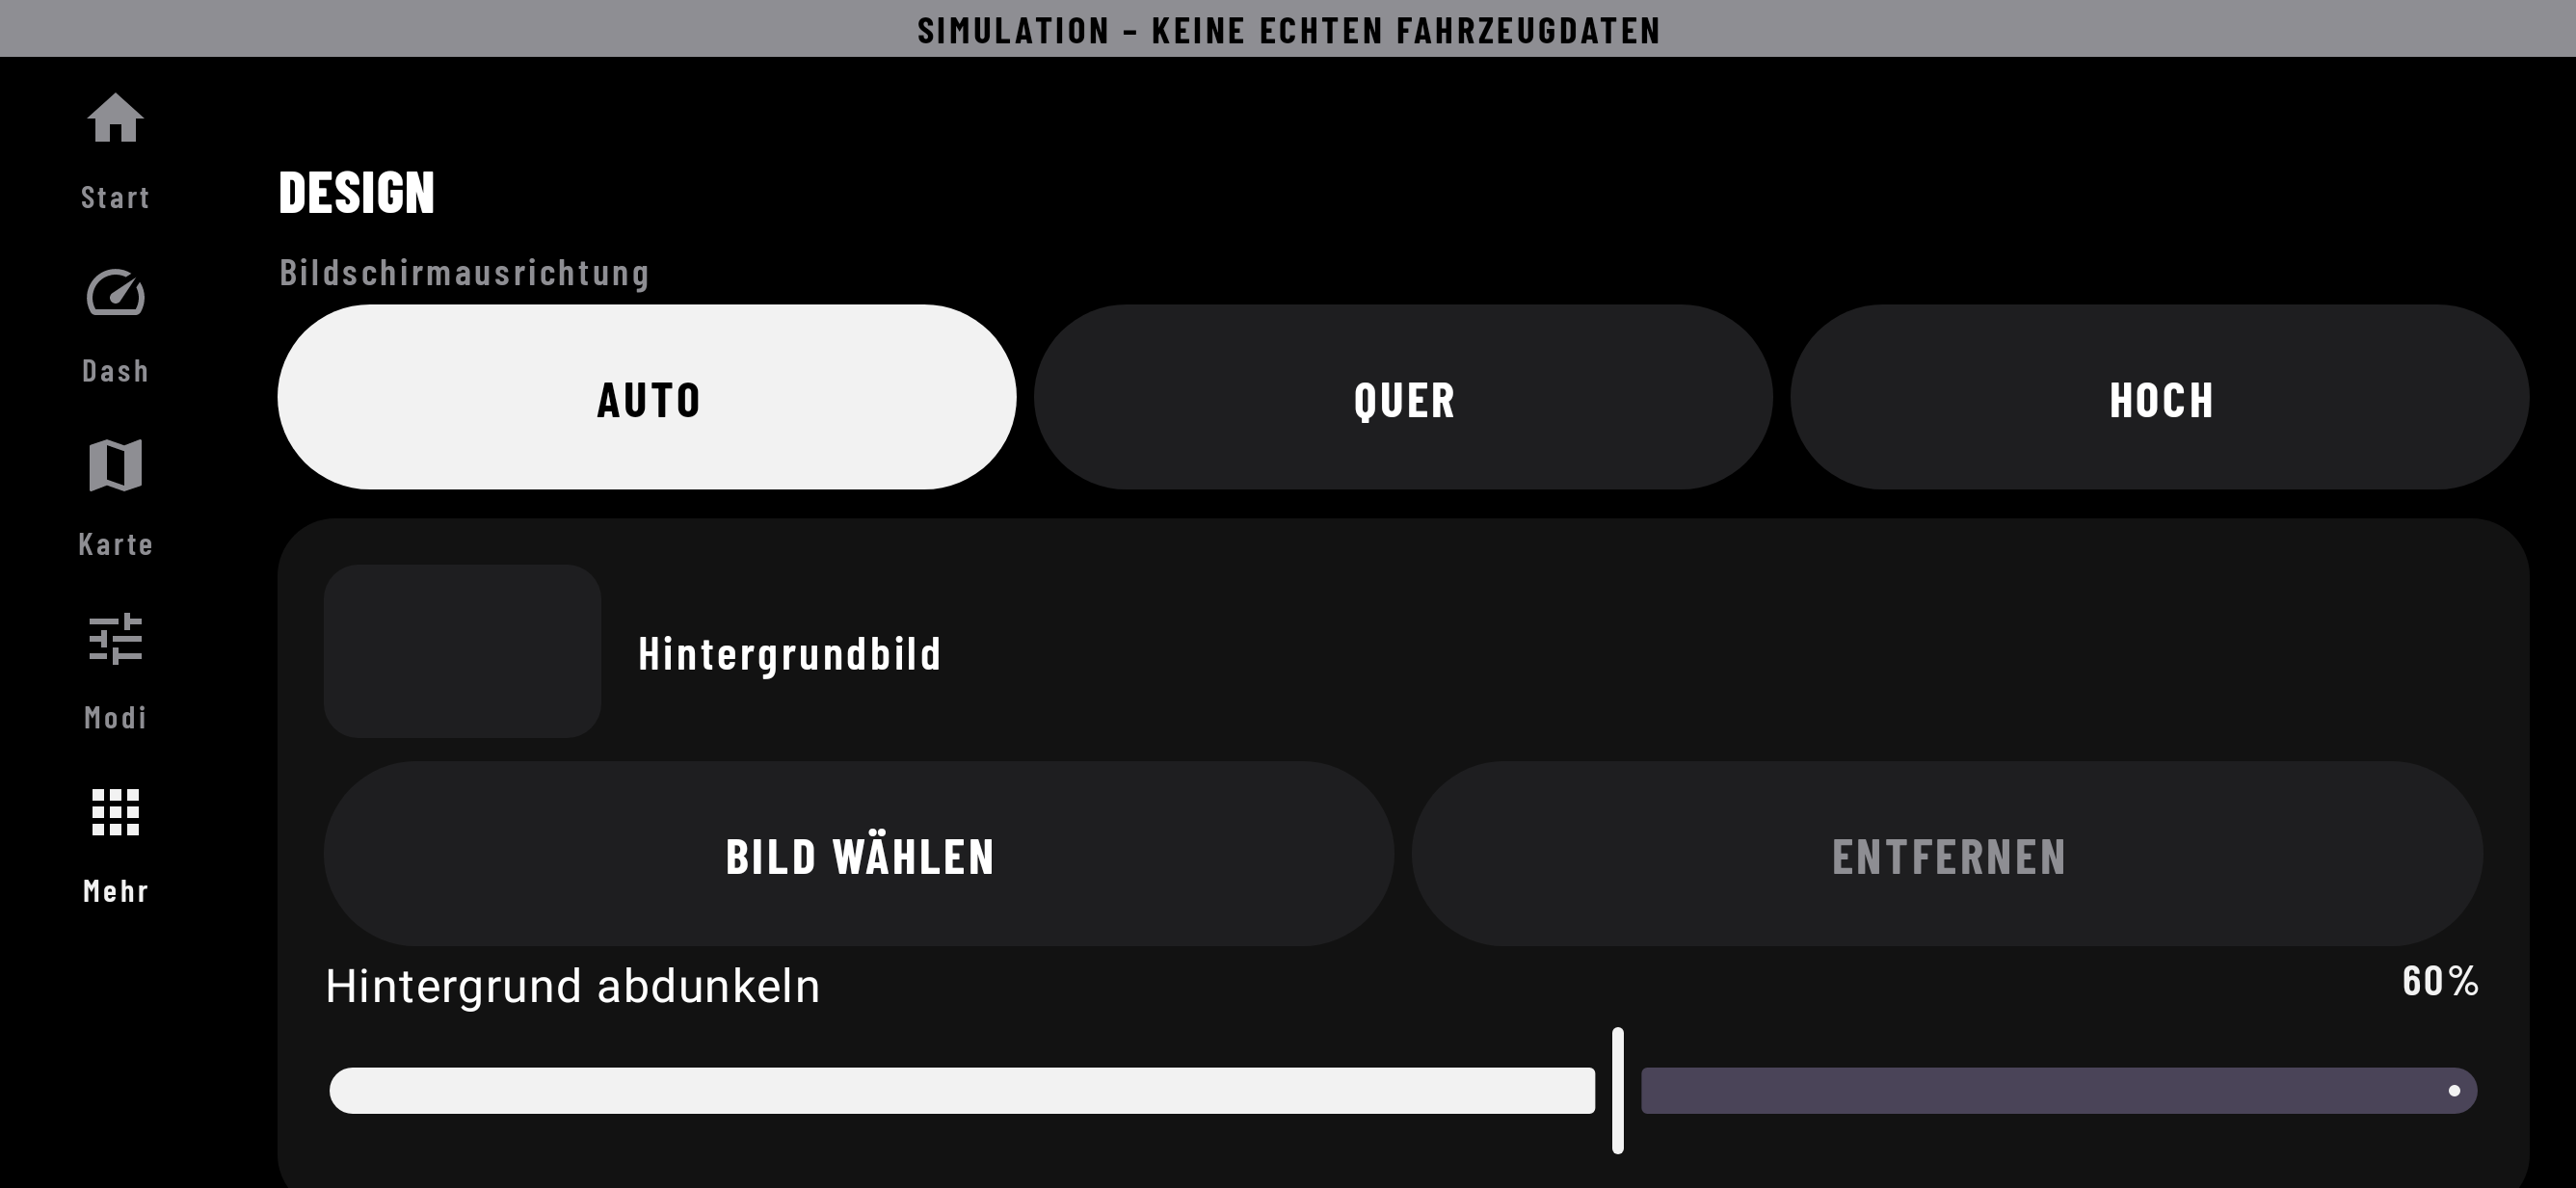 SIMULATION – KEINE ECHTEN FAHRZEUGDATEN
Start
Dash
Karte
Modi
Mehr
DESIGN
Bildschirmausrichtung
AUTO
QUER
HOCH
Hintergrundbild
BILD WÄHLEN
ENTFERNEN
Hintergrund abdunkeln
60%